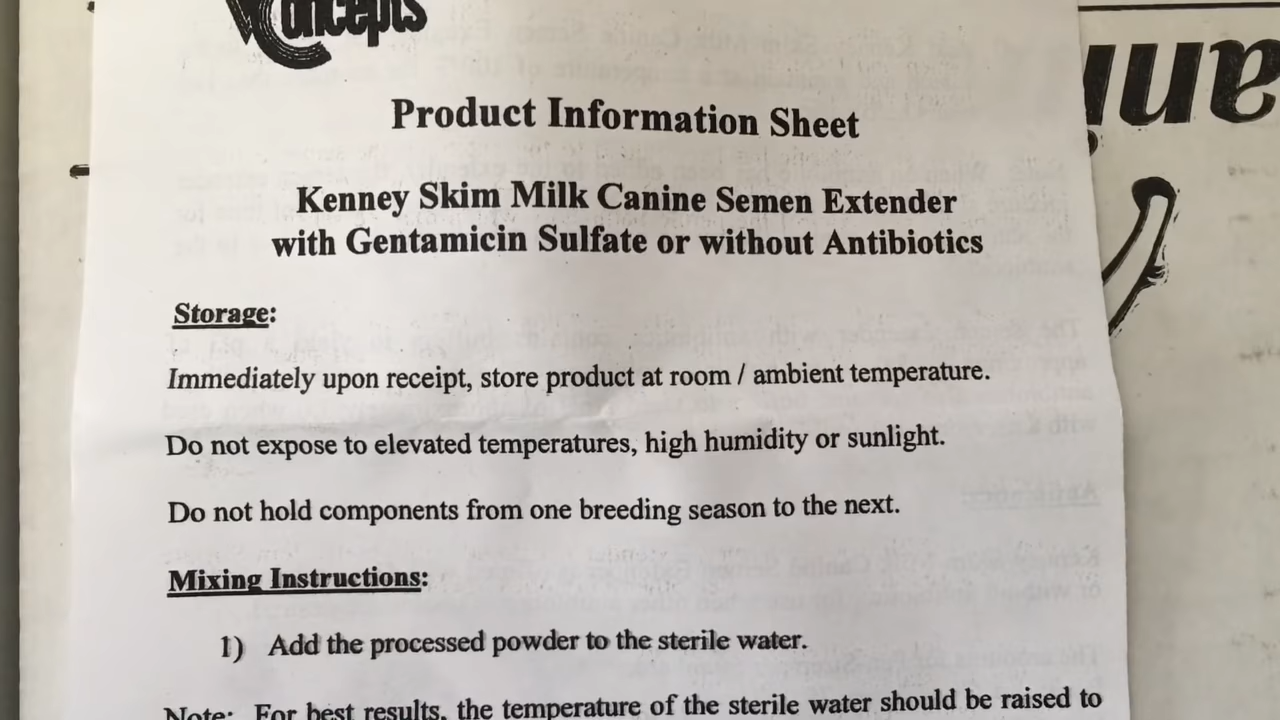 Concepts
Product Information Sheet
Kenney Skim Milk Canine Semen Extender
with Gentamicin Sulfate or without Antibiotics
Storage:
Immediately upon receipt, store product at room / ambient temperature.
Do not expose to elevated temperatures, high humidity or sunlight.
Do not hold components from one breeding season to the next.
Mixing Instructions:
1) Add the processed powder to the sterile water.
Note: For best results, the temperature of the sterile water should be raised to